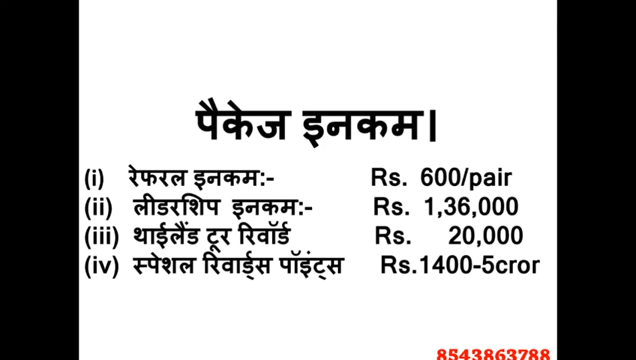 पैकेज इनकम।
(i) रेफरल इनकम:- Rs. 600/pair
(ii) लीडरशिप इनकम:- Rs. 1,36,000
(iii) थाईलैंड टूर रिवॉर्ड Rs. 20,000
(iv) स्पेशल रिवार्ड्स पॉइंट्स Rs.1400-5cror
8543863788